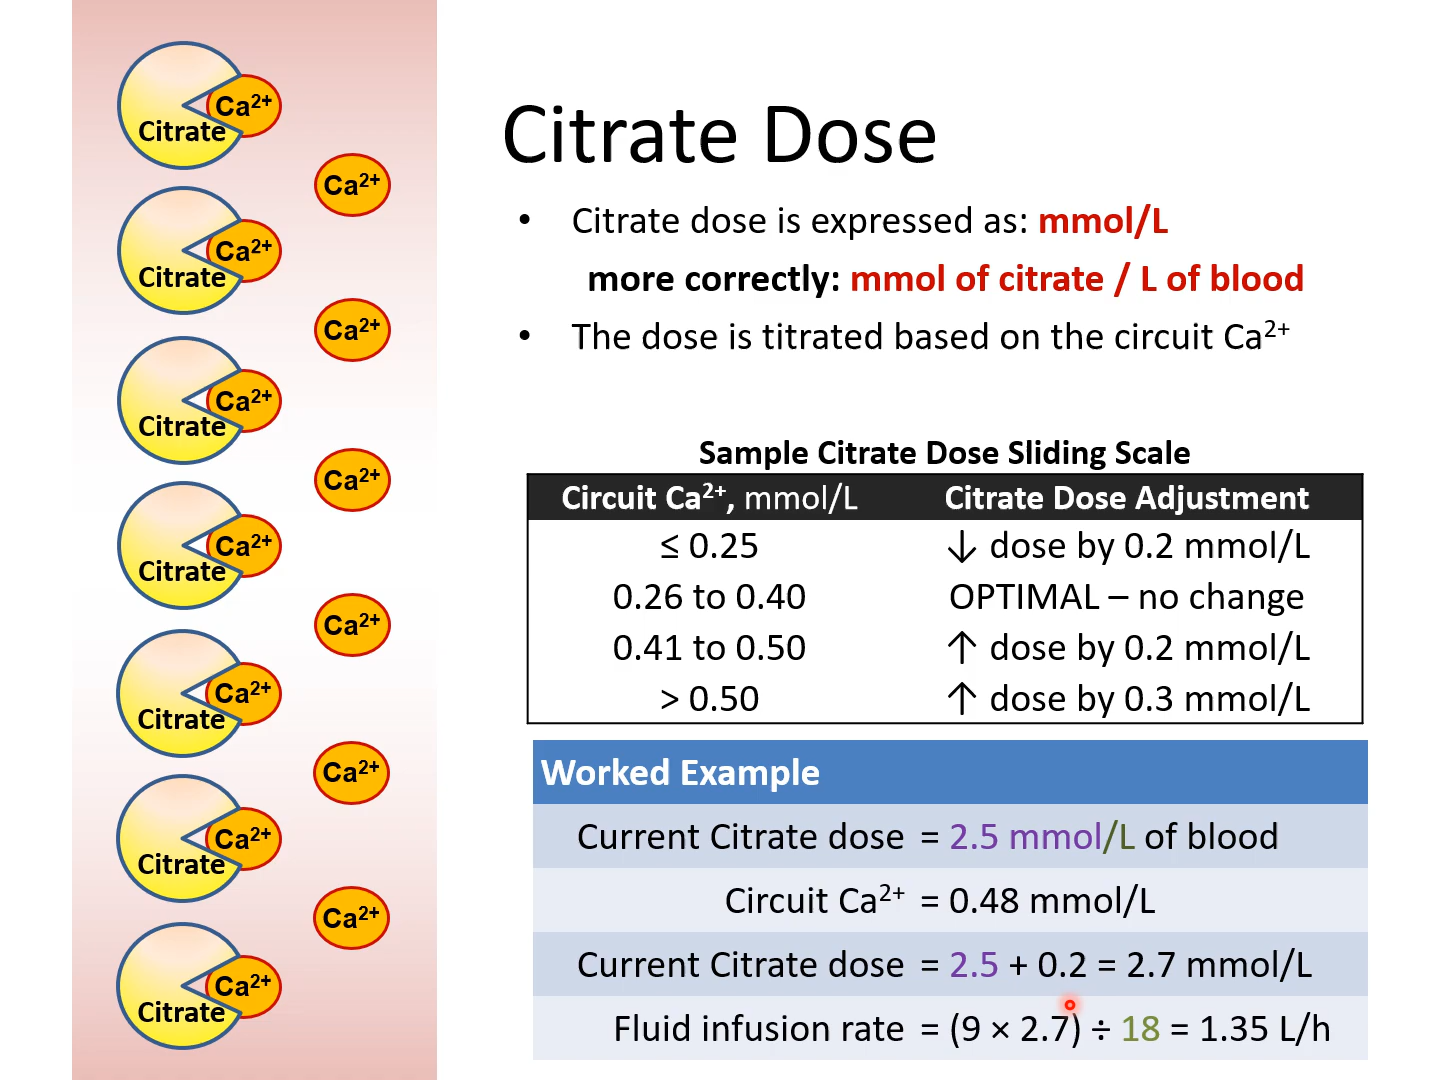 Citrate Dose
• Citrate dose is expressed as: mmol/L
more correctly: mmol of citrate / L of blood
• The dose is titrated based on the circuit Ca²⁺
Sample Citrate Dose Sliding Scale
Circuit Ca²⁺, mmol/L Citrate Dose Adjustment
≤ 0.25 ↓ dose by 0.2 mmol/L
0.26 to 0.40 OPTIMAL – no change
0.41 to 0.50 ↑ dose by 0.2 mmol/L
> 0.50 ↑ dose by 0.3 mmol/L
Worked Example
Current Citrate dose = 2.5 mmol/L of blood
Circuit Ca²⁺ = 0.48 mmol/L
Current Citrate dose = 2.5 + 0.2 = 2.7 mmol/L
Fluid infusion rate = (9 × 2.7) ÷ 18 = 1.35 L/h
Ca²⁺
Citrate
Ca²⁺
Ca²⁺
Citrate
Ca²⁺
Ca²⁺
Citrate
Ca²⁺
Ca²⁺
Citrate
Ca²⁺
Ca²⁺
Citrate
Ca²⁺
Ca²⁺
Citrate
Ca²⁺
Ca²⁺
Citrate